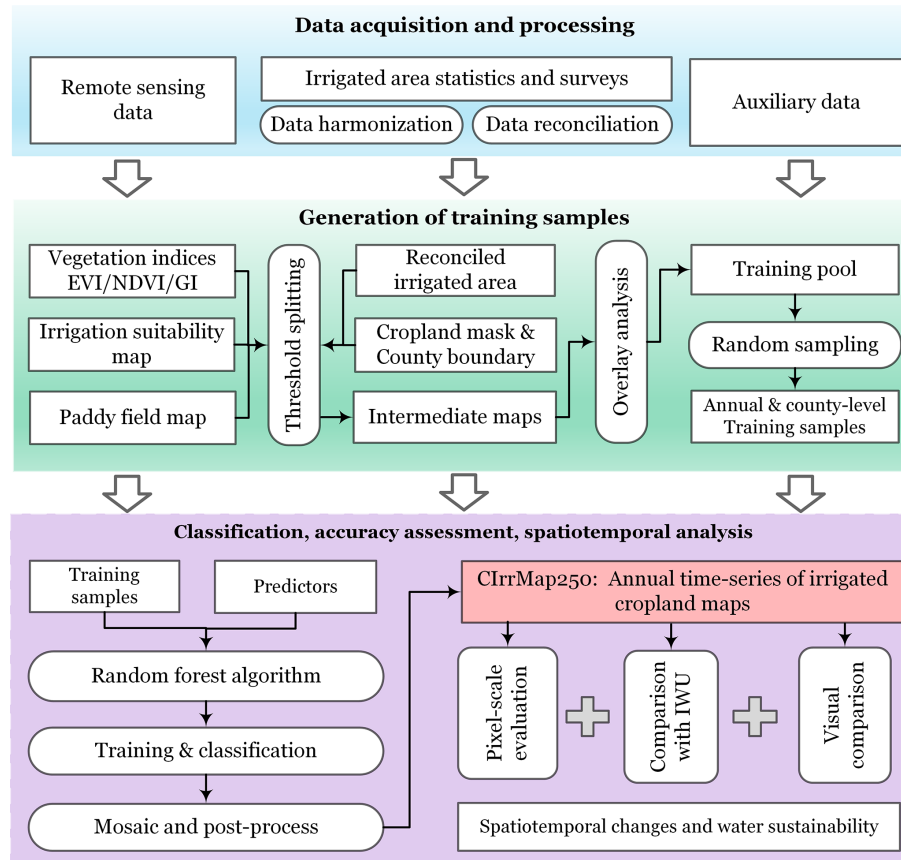 Data acquisition and processing
Remote sensing
data
Irrigated area statistics and surveys
Data harmonization
Data reconciliation
Auxiliary data
Generation of training samples
Vegetation indices
EVI/NDVI/GI
Irrigation suitability
map
Paddy field map
Threshold splitting
Reconciled
irrigated area
Cropland mask &
County boundary
Intermediate maps
Overlay analysis
Training pool
Random sampling
Annual & county-level
Training samples
Classification, accuracy assessment, spatiotemporal analysis
Training
samples
Predictors
Random forest algorithm
Training & classification
Mosaic and post-process
CIrrMap250: Annual time-series of irrigated
cropland maps
Pixel-scale
evaluation
Comparison
with IWU
Visual
comparison
Spatiotemporal changes and water sustainability